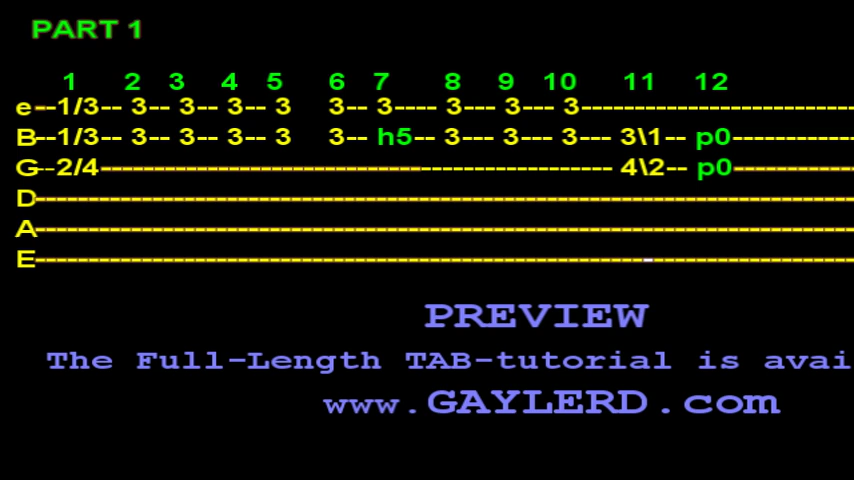 PART 1
1 2 3 4 5 6 7 8 9 10 11 12
e--1/3-- 3-- 3-- 3-- 3 3-- 3---- 3---- 3--- 3--------------------------
B--1/3-- 3-- 3-- 3-- 3 3-- h5-- 3--- 3--- 3--- 3\1-- p0------------
G--2/4------------------------------------------------------- 4\2-- p0------------
D------------------------------------------------------------------------------------
A------------------------------------------------------------------------------------
E------------------------------------------------------------------------------------
PREVIEW
The Full-Length TAB-tutorial is avai
www.GAYLERD.com